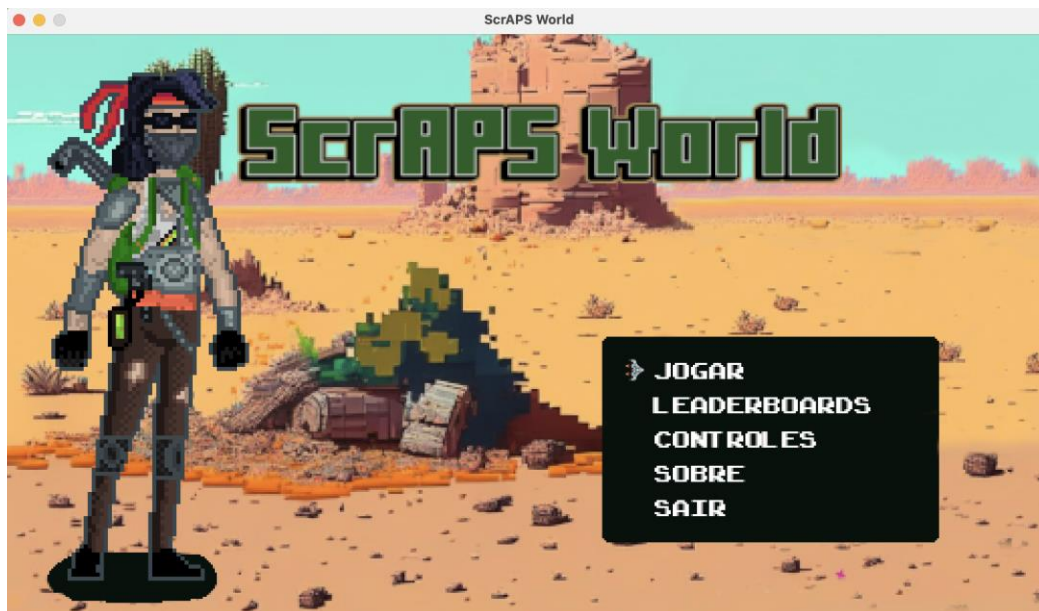 ScrAPS World
ScrAPS World
JOGAR
LEADERBOARDS
CONTROLES
SOBRE
SAIR